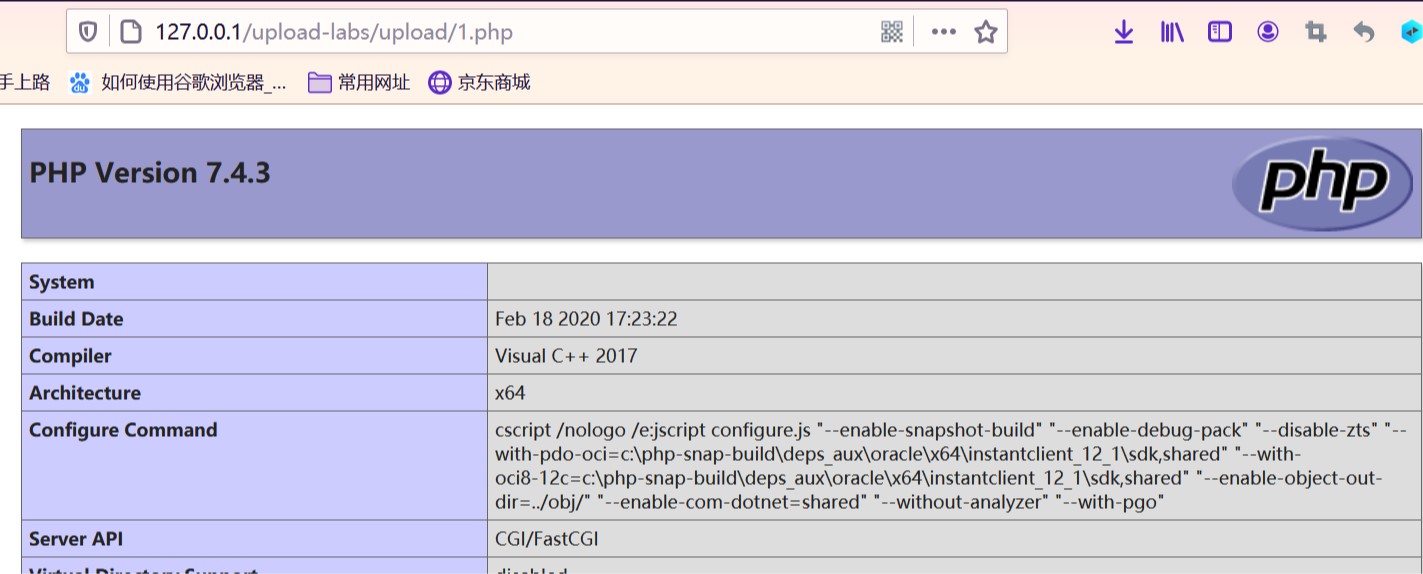 127.0.0.1/upload-labs/upload/1.php
手上路 如何使用谷歌浏览器_... 常用网址 京东商城
PHP Version 7.4.3
php
System
Build Date Feb 18 2020 17:23:22
Compiler Visual C++ 2017
Architecture x64
Configure Command cscript /nologo /e:jscript configure.js "--enable-snapshot-build" "--enable-debug-pack" "--disable-zts" "--
with-pdo-oci=c:\php-snap-build\deps_aux\oracle\x64\instantclient_12_1\sdk,shared" "--with-
oci8-12c=c:\php-snap-build\deps_aux\oracle\x64\instantclient_12_1\sdk,shared" "--enable-object-out-
dir=../obj/" "--enable-com-dotnet=shared" "--without-analyzer" "--with-pgo"
Server API CGI/FastCGI
Virtual Directory Support disabled